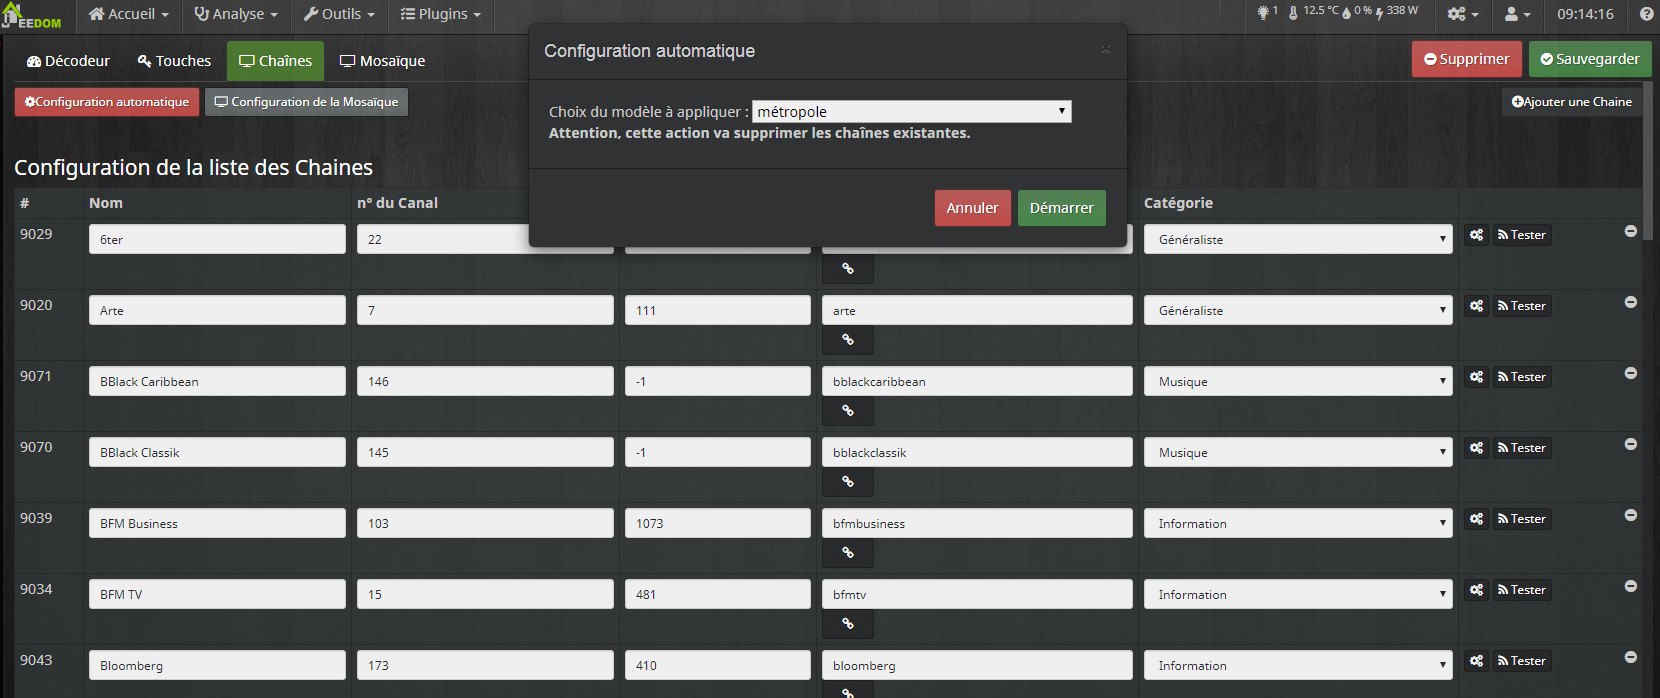 JEEDOM Accueil Analyse Outils Plugins 1 12.5 °C 0 % 338 W 09:14:16
Configuration automatique ×
Décodeur Touches Chaînes Mosaïque Supprimer Sauvegarder
Configuration automatique Configuration de la Mosaïque Ajouter une Chaine
Choix du modèle à appliquer : métropole
Attention, cette action va supprimer les chaînes existantes.
Configuration de la liste des Chaines
Annuler Démarrer
# Nom n° du Canal Catégorie
9029 6ter 22 Généraliste Tester
9020 Arte 7 111 arte Généraliste Tester
9071 BBlack Caribbean 146 -1 bblackcaribbean Musique Tester
9070 BBlack Classik 145 -1 bblackclassik Musique Tester
9039 BFM Business 103 1073 bfmbusiness Information Tester
9034 BFM TV 15 481 bfmtv Information Tester
9043 Bloomberg 173 410 bloomberg Information Tester